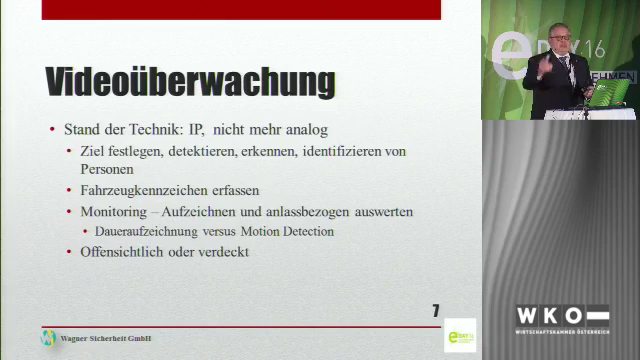 Videoüberwachung
• Stand der Technik: IP, nicht mehr analog
• Ziel festlegen, detektieren, erkennen, identifizieren von
Personen
• Fahrzeugkennzeichen erfassen
• Monitoring – Aufzeichnen und anlassbezogen auswerten
• Daueraufzeichnung versus Motion Detection
• Offensichtlich oder verdeckt
7
Wagner Sicherheit GmbH
WKO
WIRTSCHAFTSKAMMER ÖSTERREICH